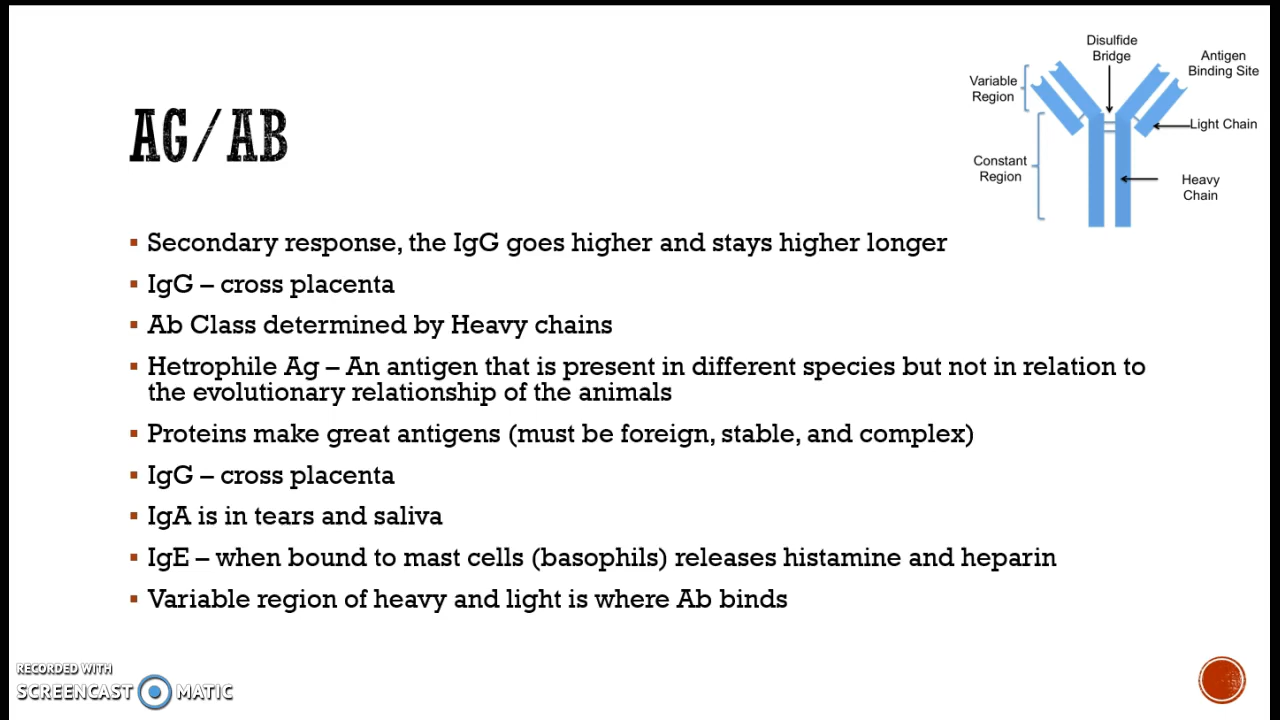 AG/AB
Disulfide
Bridge
Antigen
Binding Site
Variable
Region
Light Chain
Constant
Region
Heavy
Chain
▪ Secondary response, the IgG goes higher and stays higher longer
▪ IgG – cross placenta
▪ Ab Class determined by Heavy chains
▪ Hetrophile Ag – An antigen that is present in different species but not in relation to
the evolutionary relationship of the animals
▪ Proteins make great antigens (must be foreign, stable, and complex)
▪ IgG – cross placenta
▪ IgA is in tears and saliva
▪ IgE – when bound to mast cells (basophils) releases histamine and heparin
▪ Variable region of heavy and light is where Ab binds
RECORDED WITH
SCREENCAST MATIC